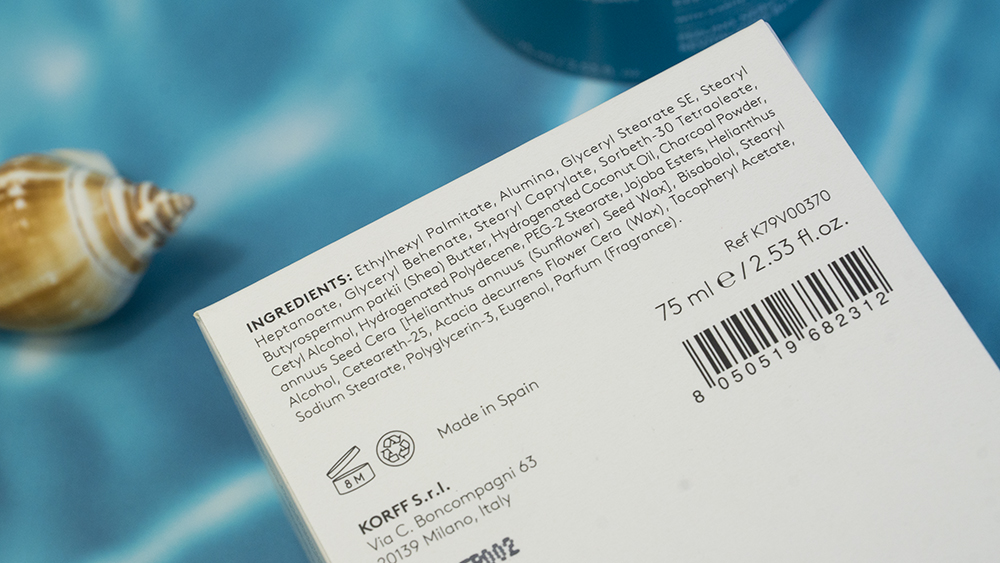 INGREDIENTS: Ethylhexyl Palmitate, Alumina, Glyceryl Stearate SE, Stearyl
Heptanoate, Glyceryl Behenate, Stearyl Caprylate, Sorbeth-30 Tetraoleate,
Butyrospermum parkii (Shea) Butter, Hydrogenated Coconut Oil, Charcoal Powder,
Cetyl Alcohol, Hydrogenated Polydecene, PEG-2 Stearate, Jojoba Esters, Helianthus
annuus Seed Cera [Helianthus annuus (Sunflower) Seed Wax], Bisabolol, Stearyl
Alcohol, Ceteareth-25, Acacia decurrens Flower Cera (Wax), Tocopheryl Acetate,
Sodium Stearate, Polyglycerin-3, Eugenol, Parfum (Fragrance).
Ref K79V00370
75 ml ℮ / 2.53 fl.oz.
8 050519 682312
Made in Spain
8 M
KORFF S.r.l.
Via C. Boncompagni 63
20139 Milano, Italy